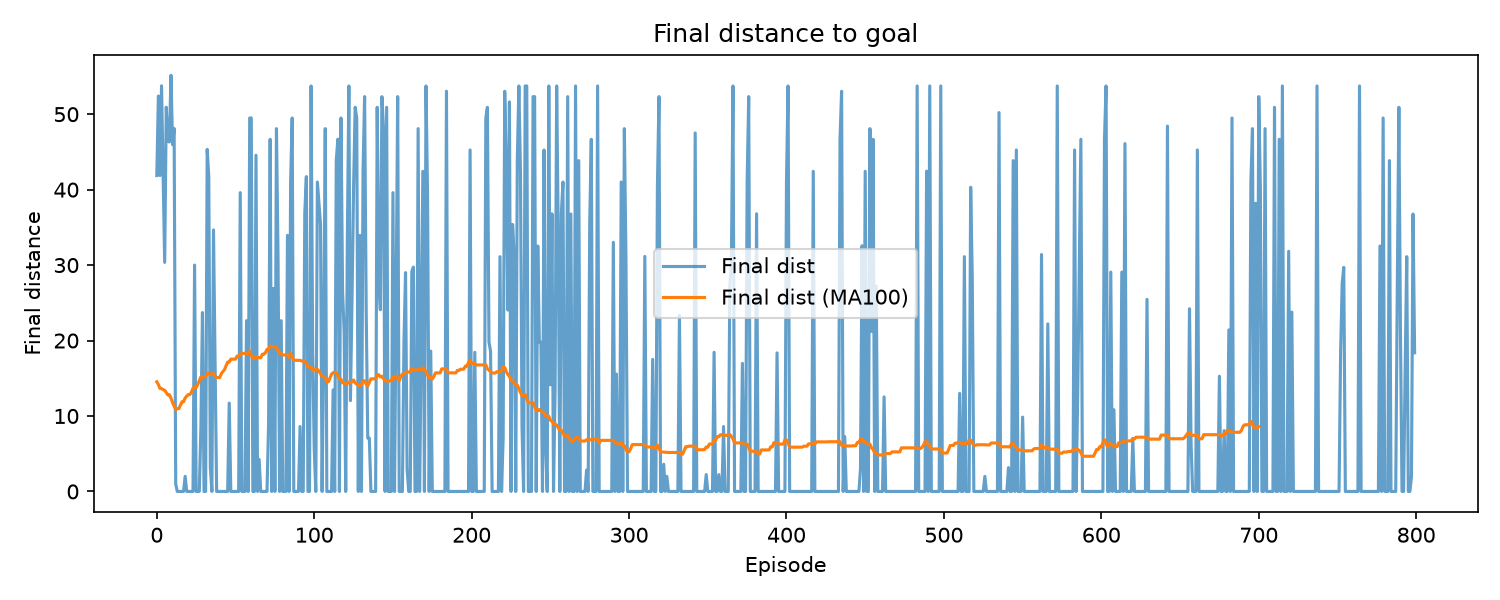 Final distance to goal
Final distance
50
40
30
20
10
0
Final dist
Final dist (MA100)
0 100 200 300 400 500 600 700 800
Episode